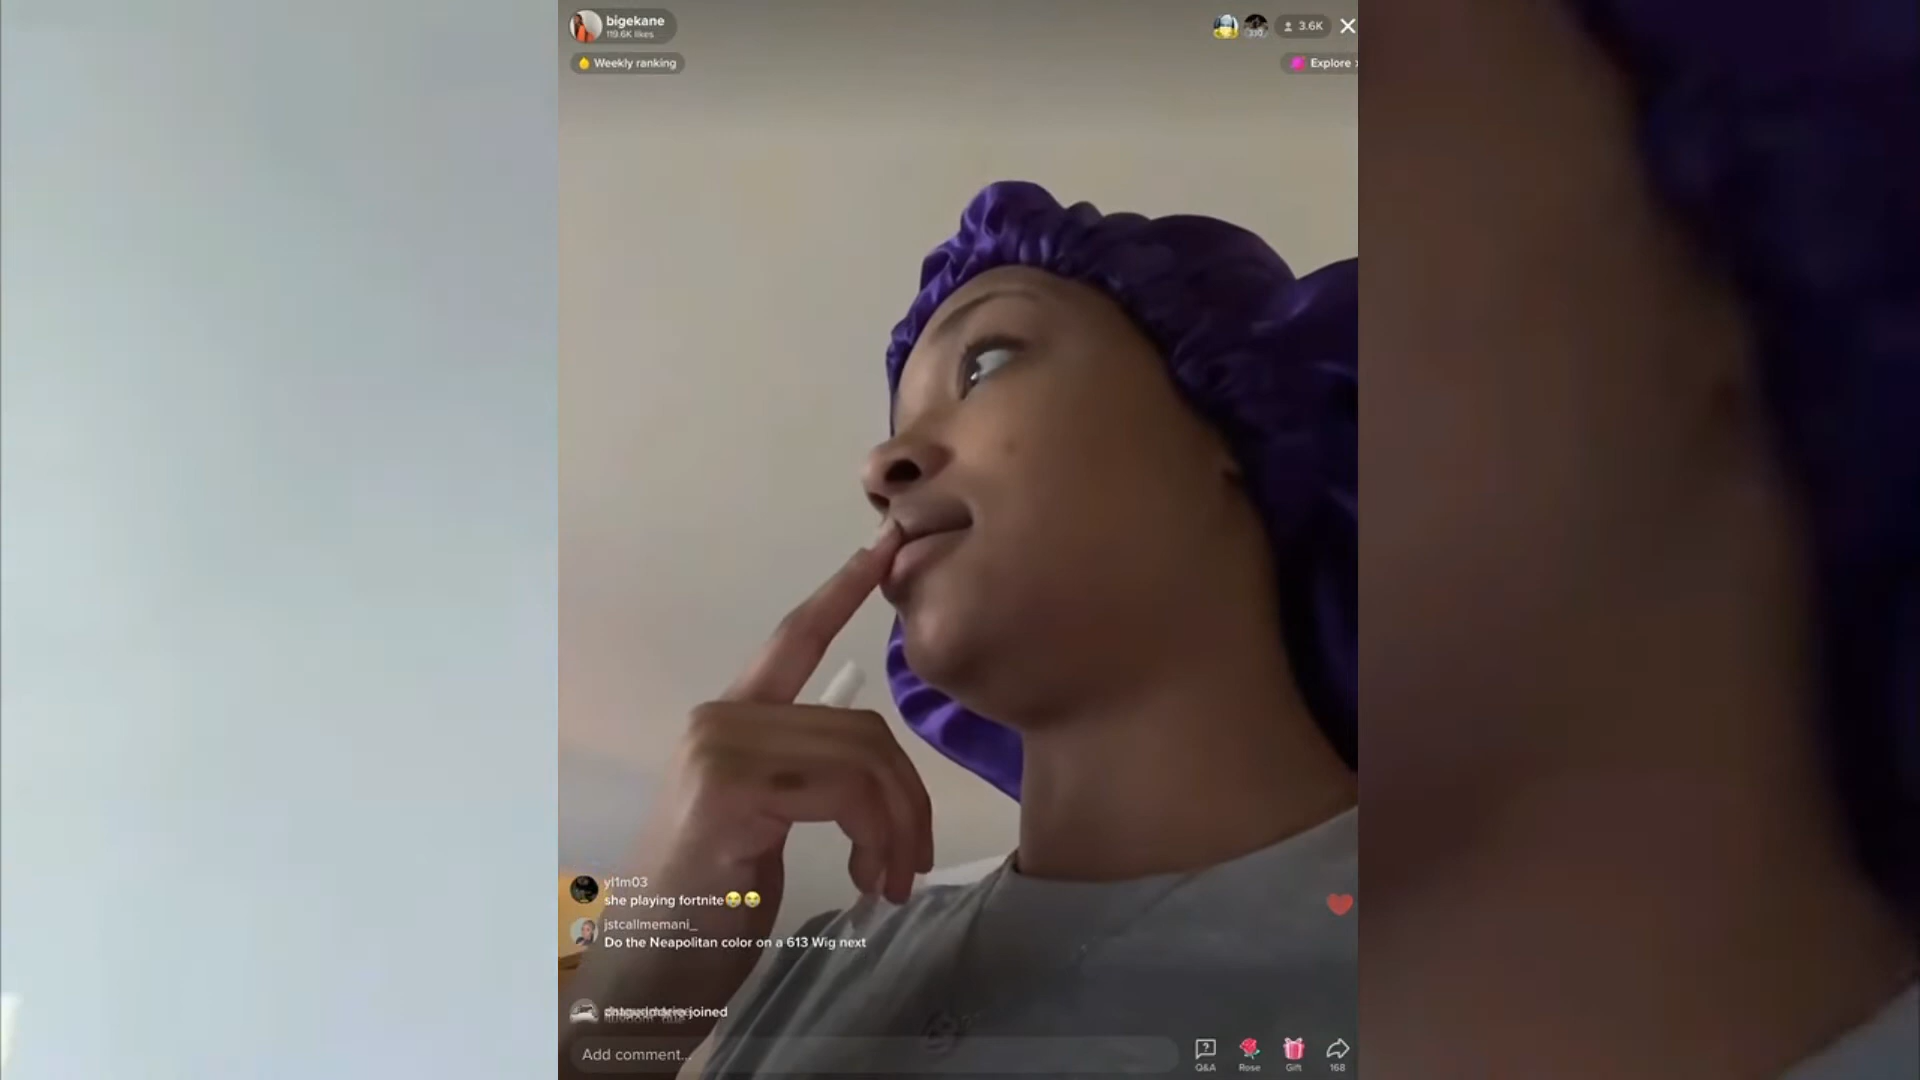 bigekane
119.6K likes
330
3.6K
Weekly ranking
Explore
yl1m03
she playing fortnite😭😭
jstcallmemani_
Do the Neapolitan color on a 613 Wig next
joined
Add comment...
Q&A
Rose
Gift
168